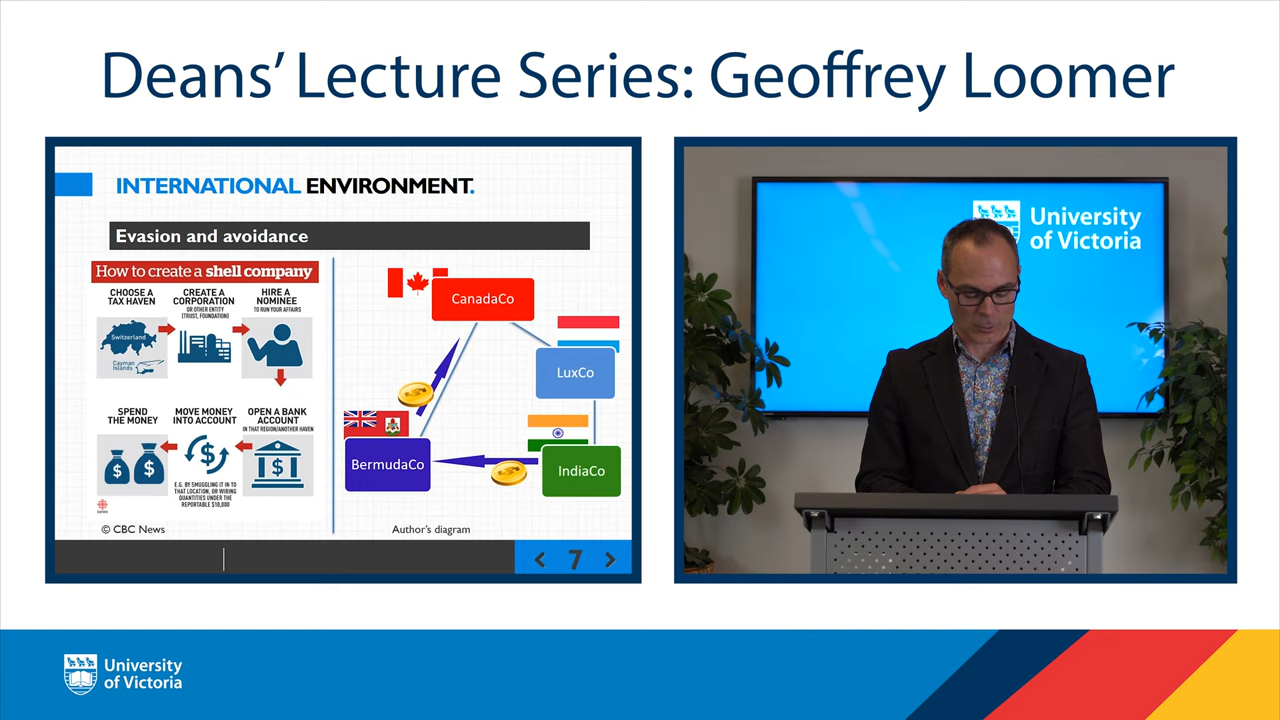 Deans' Lecture Series: Geoffrey Loomer
INTERNATIONAL ENVIRONMENT.
Evasion and avoidance
How to create a shell company
CHOOSE A
TAX HAVEN
CREATE A
CORPORATION
OR OTHER ENTITY
(TRUST, FOUNDATION)
HIRE A
NOMINEE
TO RUN YOUR AFFAIRS
Switzerland
Cayman
Islands
SPEND
THE MONEY
MOVE MONEY
INTO ACCOUNT
OPEN A BANK
ACCOUNT
IN THAT REGION/ANOTHER HAVEN
$
$
$
$
E.G. BY SMUGGLING IT IN TO
THAT LOCATION, OR WIRING
QUANTITIES UNDER THE
REPORTABLE $10,000
© CBC News
CanadaCo
LuxCo
BermudaCo
IndiaCo
Author's diagram
< 7 >
University
of Victoria
University
of Victoria